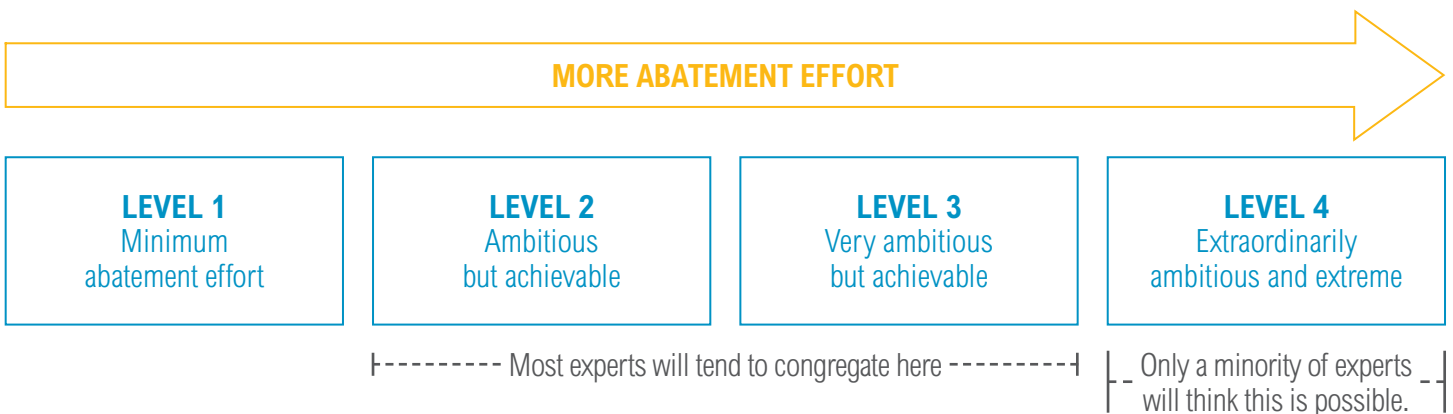 MORE ABATEMENT EFFORT
LEVEL 1
Minimum
abatement effort
LEVEL 2
Ambitious
but achievable
LEVEL 3
Very ambitious
but achievable
LEVEL 4
Extraordinarily
ambitious and extreme
Most experts will tend to congregate here
Only a minority of experts
will think this is possible.